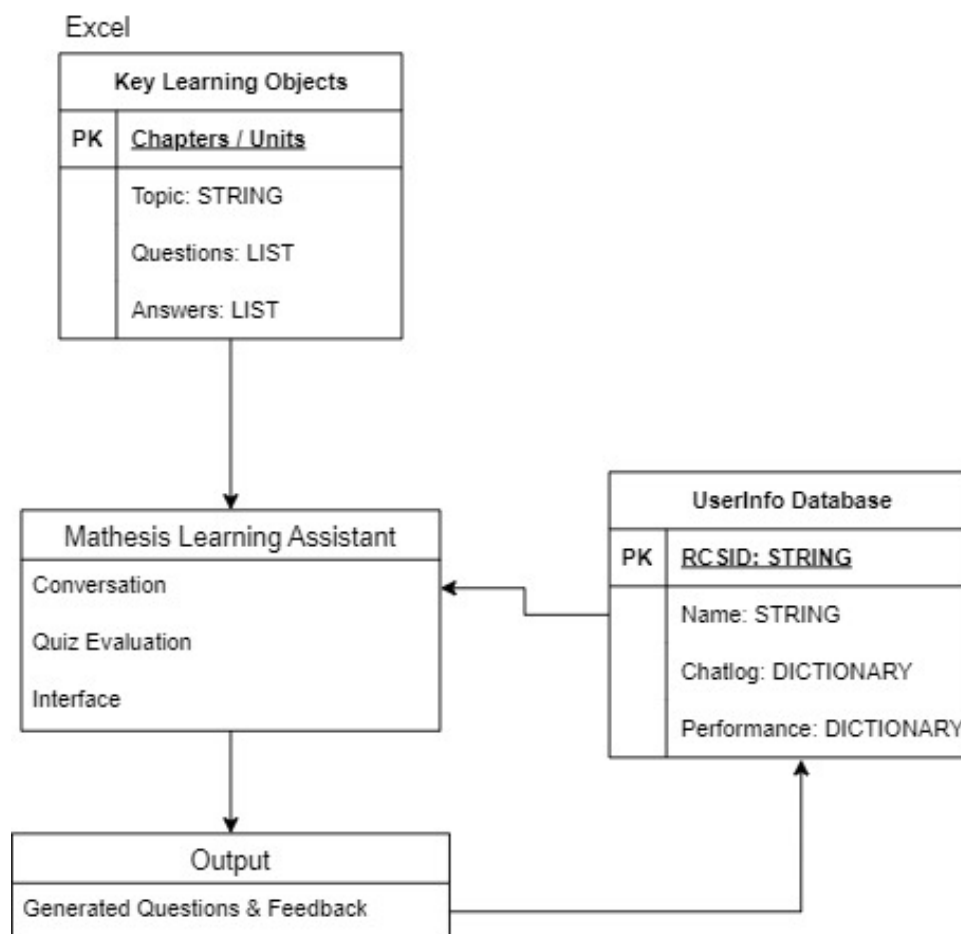 Excel
Key Learning Objects
PK Chapters / Units
Topic: STRING
Questions: LIST
Answers: LIST
Mathesis Learning Assistant
Conversation
Quiz Evaluation
Interface
UserInfo Database
PK RCSID: STRING
Name: STRING
Chatlog: DICTIONARY
Performance: DICTIONARY
Output
Generated Questions & Feedback